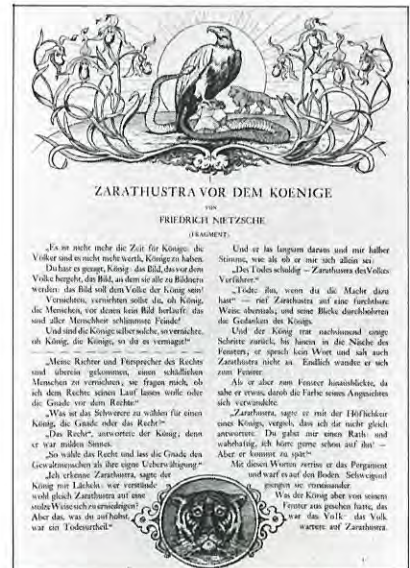 ZARATHUSTRA VOR DEM KOENIGE
VON
FRIEDRICH NIETZSCHE
(FRAGMENT)
„Es ist nicht mehr die Zeit für Könige: die
Völker sind es nicht mehr werth, Könige zu haben.
Du hast es gesagt, König: das Bild, das vor dem
Volke hergeht, das Bild, an dem sie alle zu Bildnern
werden: das Bild soll dem Volke der König sein!
Vernichten, vernichten sollst du, oh König,
die Menschen, vor denen kein Bild herläuft: das
sind aller Menschheit schlimmste Feinde!
Und sind die Könige selber solche, so vernichte,
oh König, die Könige, so du es vermagst!“
„Meine Richter und Fürsprecher des Rechts
sind überein gekommen, einen schädlichen
Menschen zu vernichten; sie fragen mich, ob
ich dem Rechte seinen Lauf lassen wolle oder
die Gnade vor dem Rechte.“
„Was ist das Schwerere zu wählen für einen
König, die Gnade oder das Recht?“
„Das Recht“, antwortete der König; denn
er war milden Sinnes.
„So wähle das Recht und lass die Gnade den
Gewaltmenschen als ihre eigne Ueberwältigung.“
„Ich erkenne Zarathustra, sagte der
König mit Lächeln: wer verstünde
wohl gleich Zarathustra auf eine
stolze Weise sich zu erniedrigen?
Aber das, was du aufhobst,
war ein Todesurtheil.“
Und er las langsam daraus und mit halber
Stimme, wie als ob er mit sich allein sei:
„Des Todes schuldig — Zarathustra, des Volkes
Verführer.“
„Tödte ihn, wenn du die Macht dazu
hast“ — rief Zarathustra auf eine furchtbare
Weise abermals; und seine Blicke durchbohrten
die Gedanken des Königs.
Und der König trat nachsinnend einige
Schritte zurück, bis hinein in die Nische des
Fensters; er sprach kein Wort und sah auch
Zarathustra nicht an. Endlich wandte er sich
zum Fenster.
Als er aber zum Fenster hinausblickte, da
sahe er etwas, darob die Farbe seines Angesichtes
sich verwandelte.
„Zarathustra, sagte er mit der Höflichkeit
eines Königs, vergieb, dass ich dir nicht gleich
antwortete. Du gabst mir einen Rath: und
wahrhaftig, ich hörte gerne schon auf ihn! —
Aber er kommt zu spät!“
Mit diesen Worten zerriss er das Pergament
und warf es auf den Boden. Schweigend
giengen sie voneinander.
Was der König aber von seinem
Fenster aus gesehen hatte, das
war das Volk: das Volk
wartete auf Zarathustra.